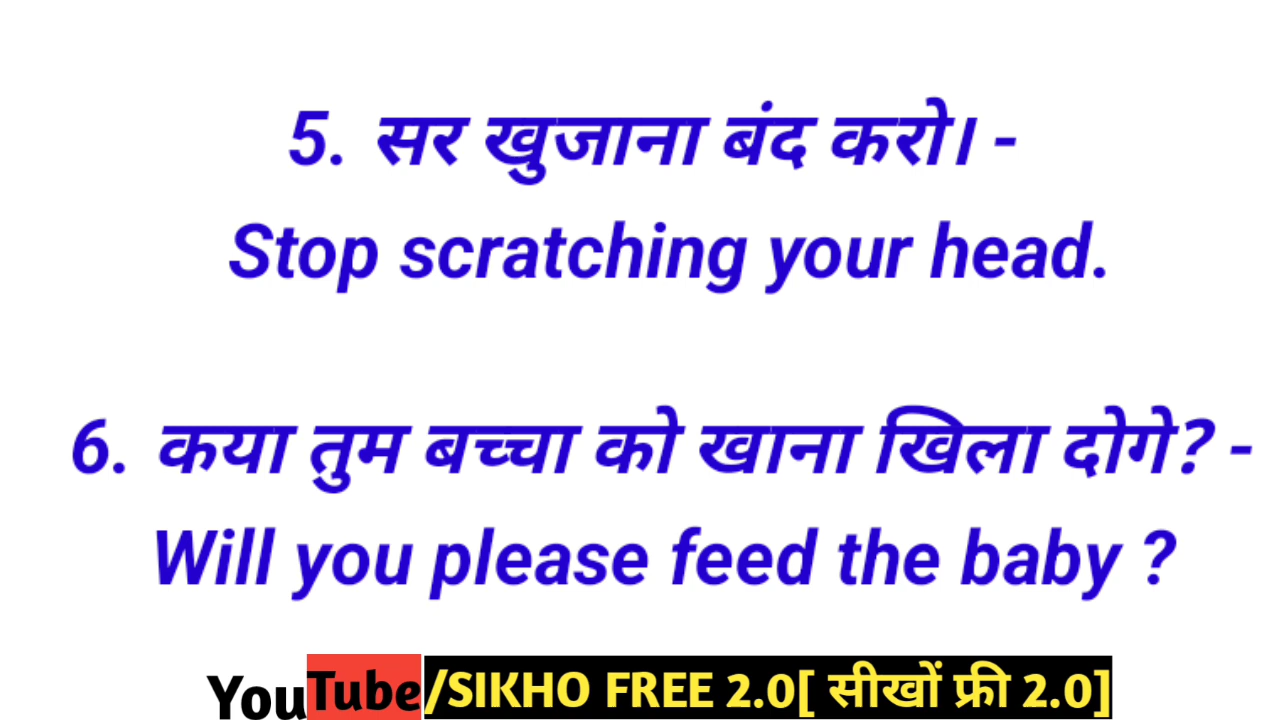 5. सर खुजाना बंद करो। -
Stop scratching your head.
6. कया तुम बच्चा को खाना खिला दोगे? -
Will you please feed the baby ?
YouTube/SIKHO FREE 2.0[ सीखों फ्री 2.0]